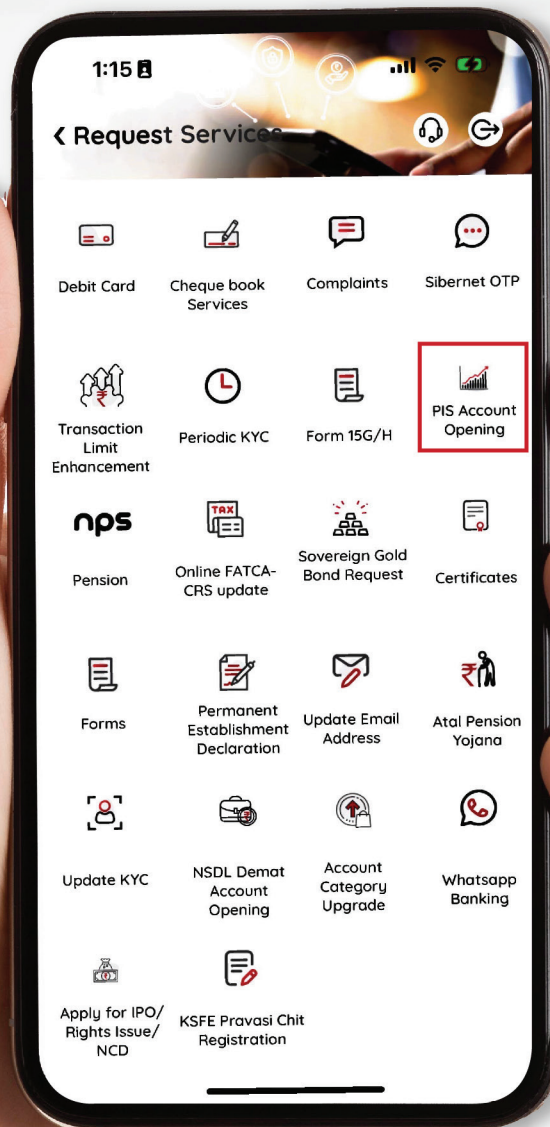 1:15
Request Services
Debit Card
Cheque book
Services
Complaints
Sibernet OTP
Transaction
Limit
Enhancement
₹
Periodic KYC
Form 15G/H
PIS Account
Opening
nps
Pension
TAX
Online FATCA-
CRS update
Sovereign Gold
Bond Request
Certificates
Forms
Permanent
Establishment
Declaration
Update Email
Address
₹
Atal Pension
Yojana
Update KYC
NSDL Demat
Account
Opening
Account
Category
Upgrade
Whatsapp
Banking
Apply for IPO/
Rights Issue/
NCD
KSFE Pravasi Chit
Registration